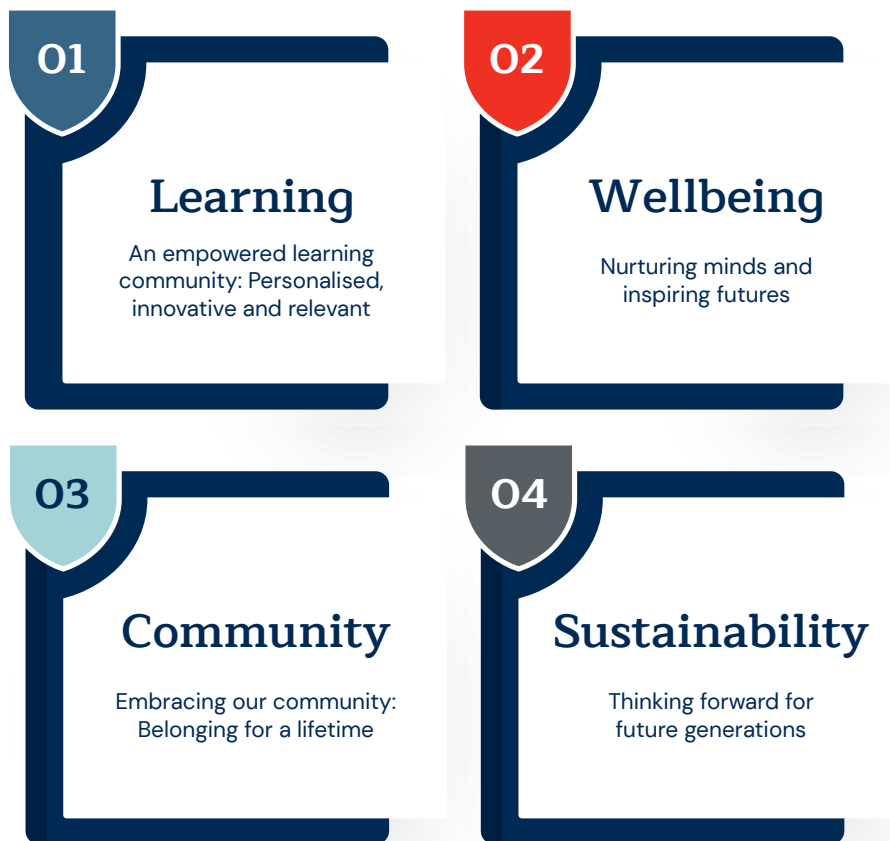 01
Learning
An empowered learning
community: Personalised,
innovative and relevant
02
Wellbeing
Nurturing minds and
inspiring futures
03
Community
Embracing our community:
Belonging for a lifetime
04
Sustainability
Thinking forward for
future generations